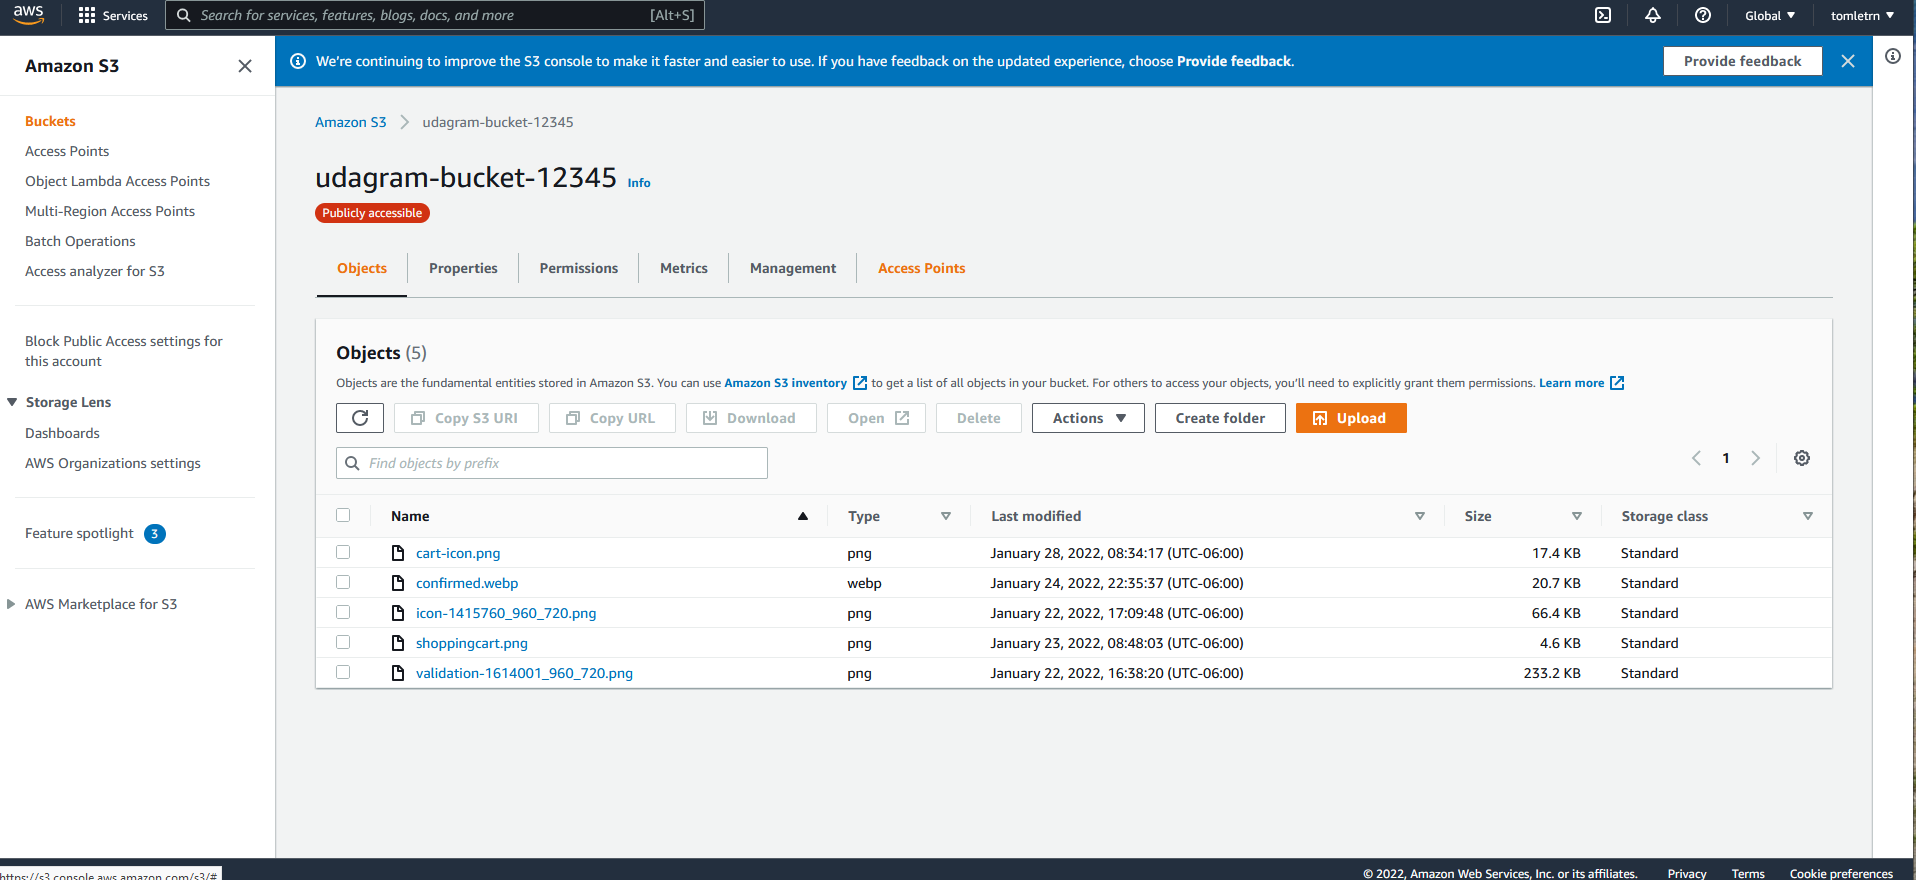 aws Services Search for services, features, blogs, docs, and more [Alt+S] Global tomletrn
Amazon S3
Buckets
Access Points
Object Lambda Access Points
Multi-Region Access Points
Batch Operations
Access analyzer for S3
Block Public Access settings for
this account
Storage Lens
Dashboards
AWS Organizations settings
Feature spotlight 3
AWS Marketplace for S3
We're continuing to improve the S3 console to make it faster and easier to use. If you have feedback on the updated experience, choose Provide feedback. Provide feedback
Amazon S3 udagram-bucket-12345
udagram-bucket-12345 Info
Publicly accessible
Objects Properties Permissions Metrics Management Access Points
Objects (5)
Objects are the fundamental entities stored in Amazon S3. You can use Amazon S3 inventory to get a list of all objects in your bucket. For others to access your objects, you'll need to explicitly grant them permissions. Learn more
Copy S3 URI Copy URL Download Open Delete Actions Create folder Upload
Find objects by prefix 1
Name Type Last modified Size Storage class
cart-icon.png png January 28, 2022, 08:34:17 (UTC-06:00) 17.4 KB Standard
confirmed.webp webp January 24, 2022, 22:35:37 (UTC-06:00) 20.7 KB Standard
icon-1415760_960_720.png png January 22, 2022, 17:09:48 (UTC-06:00) 66.4 KB Standard
shoppingcart.png png January 23, 2022, 08:48:03 (UTC-06:00) 4.6 KB Standard
validation-1614001_960_720.png png January 22, 2022, 16:38:20 (UTC-06:00) 233.2 KB Standard
https://s3.console.aws.amazon.com/s3/#
© 2022, Amazon Web Services, Inc. or its affiliates. Privacy Terms Cookie preferences